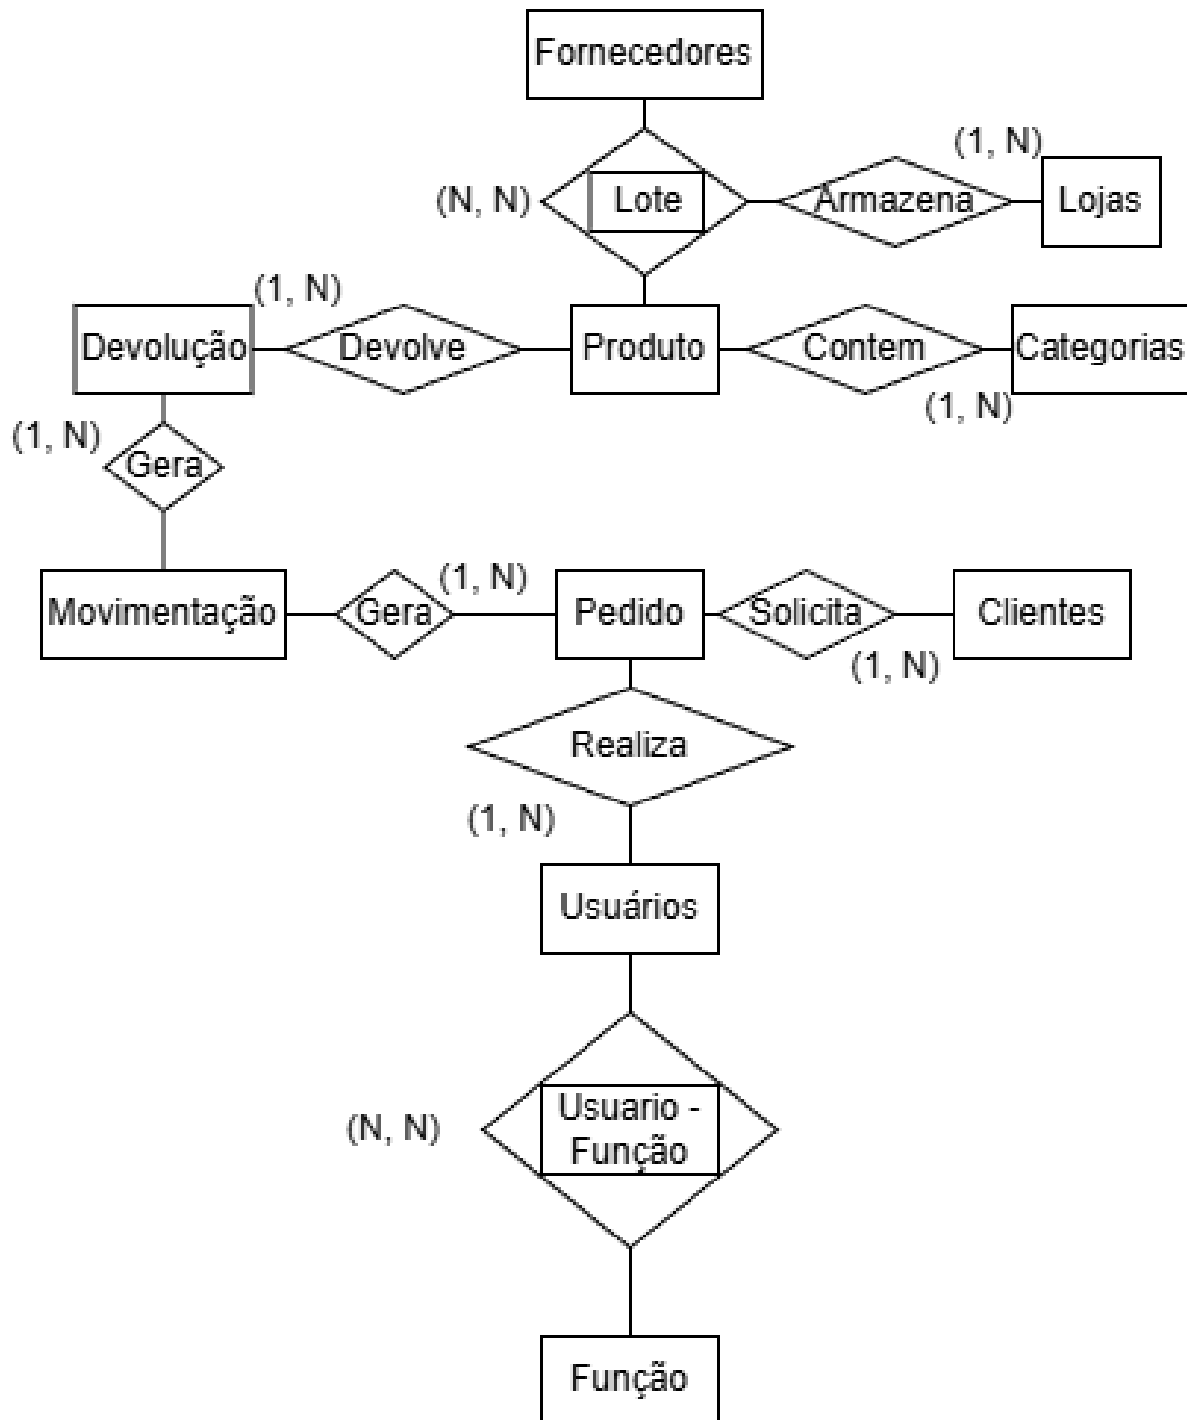 Fornecedores
(1, N)
(N, N)
Lote
Armazena
Lojas
(1, N)
Devolução
Devolve
Produto
Contem
Categorias
(1, N)
(1, N)
Gera
(1, N)
Movimentação
Gera
Pedido
Solicita
Clientes
(1, N)
Realiza
(1, N)
Usuários
(N, N)
Usuario -
Função
Função